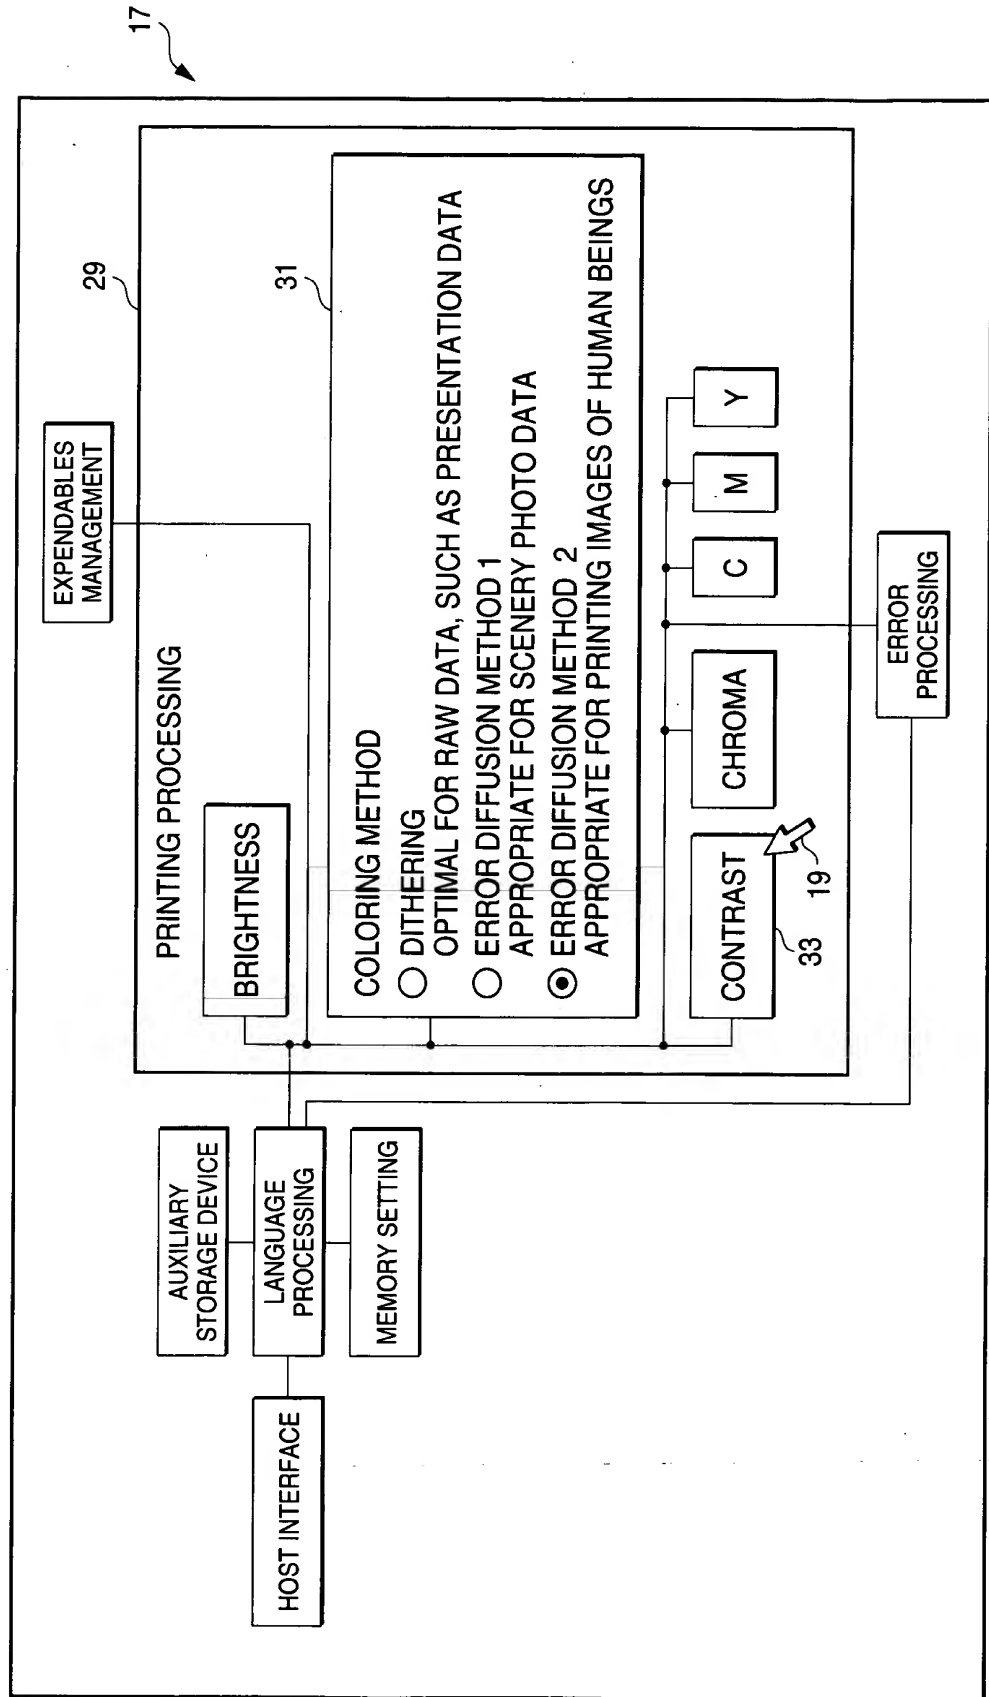 17
EXPENDABLES
MANAGEMENT
29
PRINTING PROCESSING
BRIGHTNESS
31
COLORING METHOD
DITHERING
OPTIMAL FOR RAW DATA, SUCH AS PRESENTATION DATA
ERROR DIFFUSION METHOD 1
APPROPRIATE FOR SCENERY PHOTO DATA
ERROR DIFFUSION METHOD 2
APPROPRIATE FOR PRINTING IMAGES OF HUMAN BEINGS
AUXILIARY
STORAGE DEVICE
HOST INTERFACE
LANGUAGE
PROCESSING
MEMORY SETTING
CONTRAST
CHROMA
C
M
Y
33
19
ERROR
PROCESSING